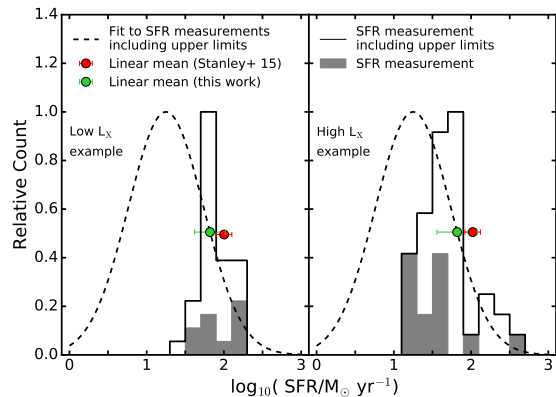 1.4
1.2
1.0
0.8
0.6
0.4
0.2
0.0
Relative Count
Fit to SFR measurements
including upper limits
Linear mean (Stanley+ 15)
Linear mean (this work)
Low L_X
example
SFR measurement
including upper limits
SFR measurement
High L_X
example
0 1 2 3
0 1 2 3
log₁₀( SFR/M_⊙ yr⁻¹)